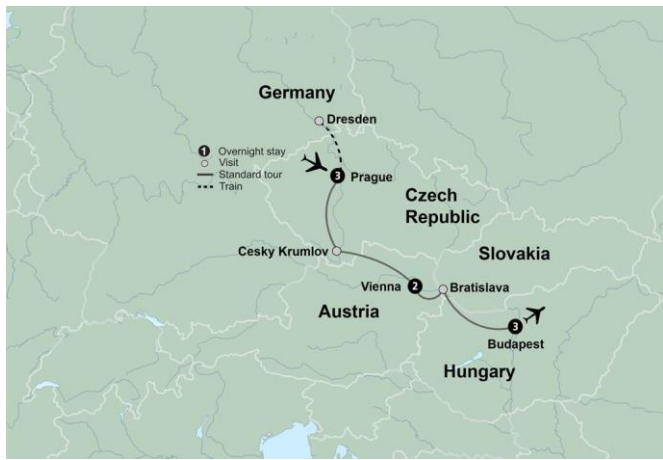 Germany
Dresden
1 Overnight stay
Visit
Standard tour
Train
3 Prague
Czech
Republic
Cesky Krumlov
Slovakia
Vienna 2
Bratislava
Austria
3
Budapest
Hungary